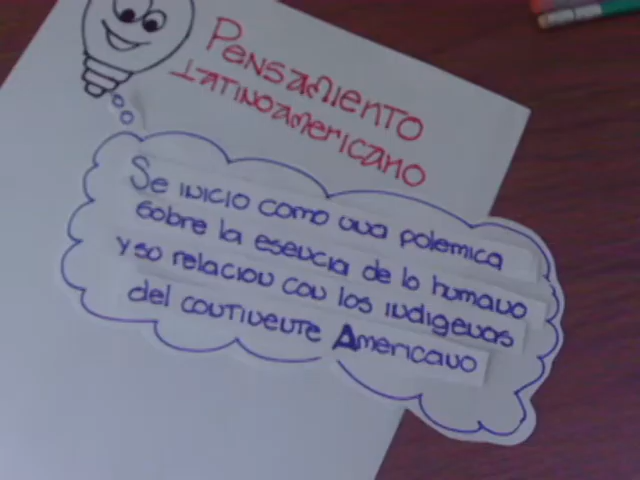 PENSAMIENTO
LATINOAMERICANO
Se inicio como una polemica
sobre la esencia de lo humano
y so relacion con los indigenas
del continente Americano